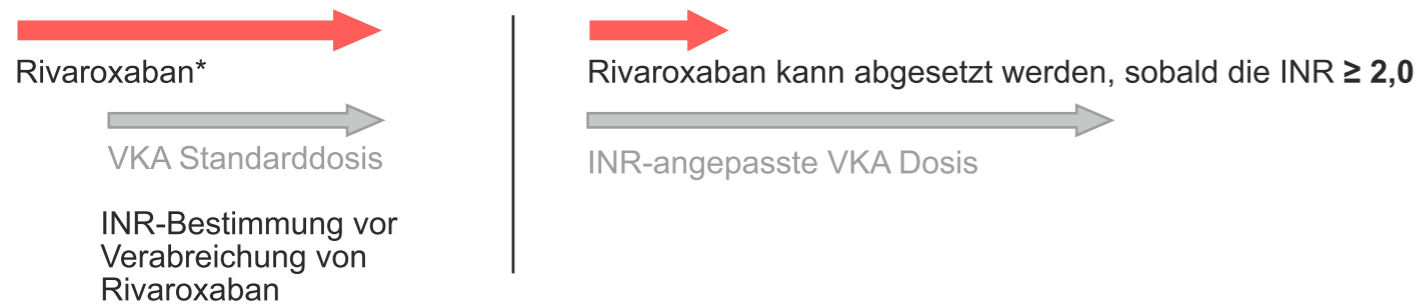 Rivaroxaban*
VKA Standarddosis
INR-Bestimmung vor
Verabreichung von
Rivaroxaban
Rivaroxaban kann abgesetzt werden, sobald die INR ≥ 2,0
INR-angepasste VKA Dosis